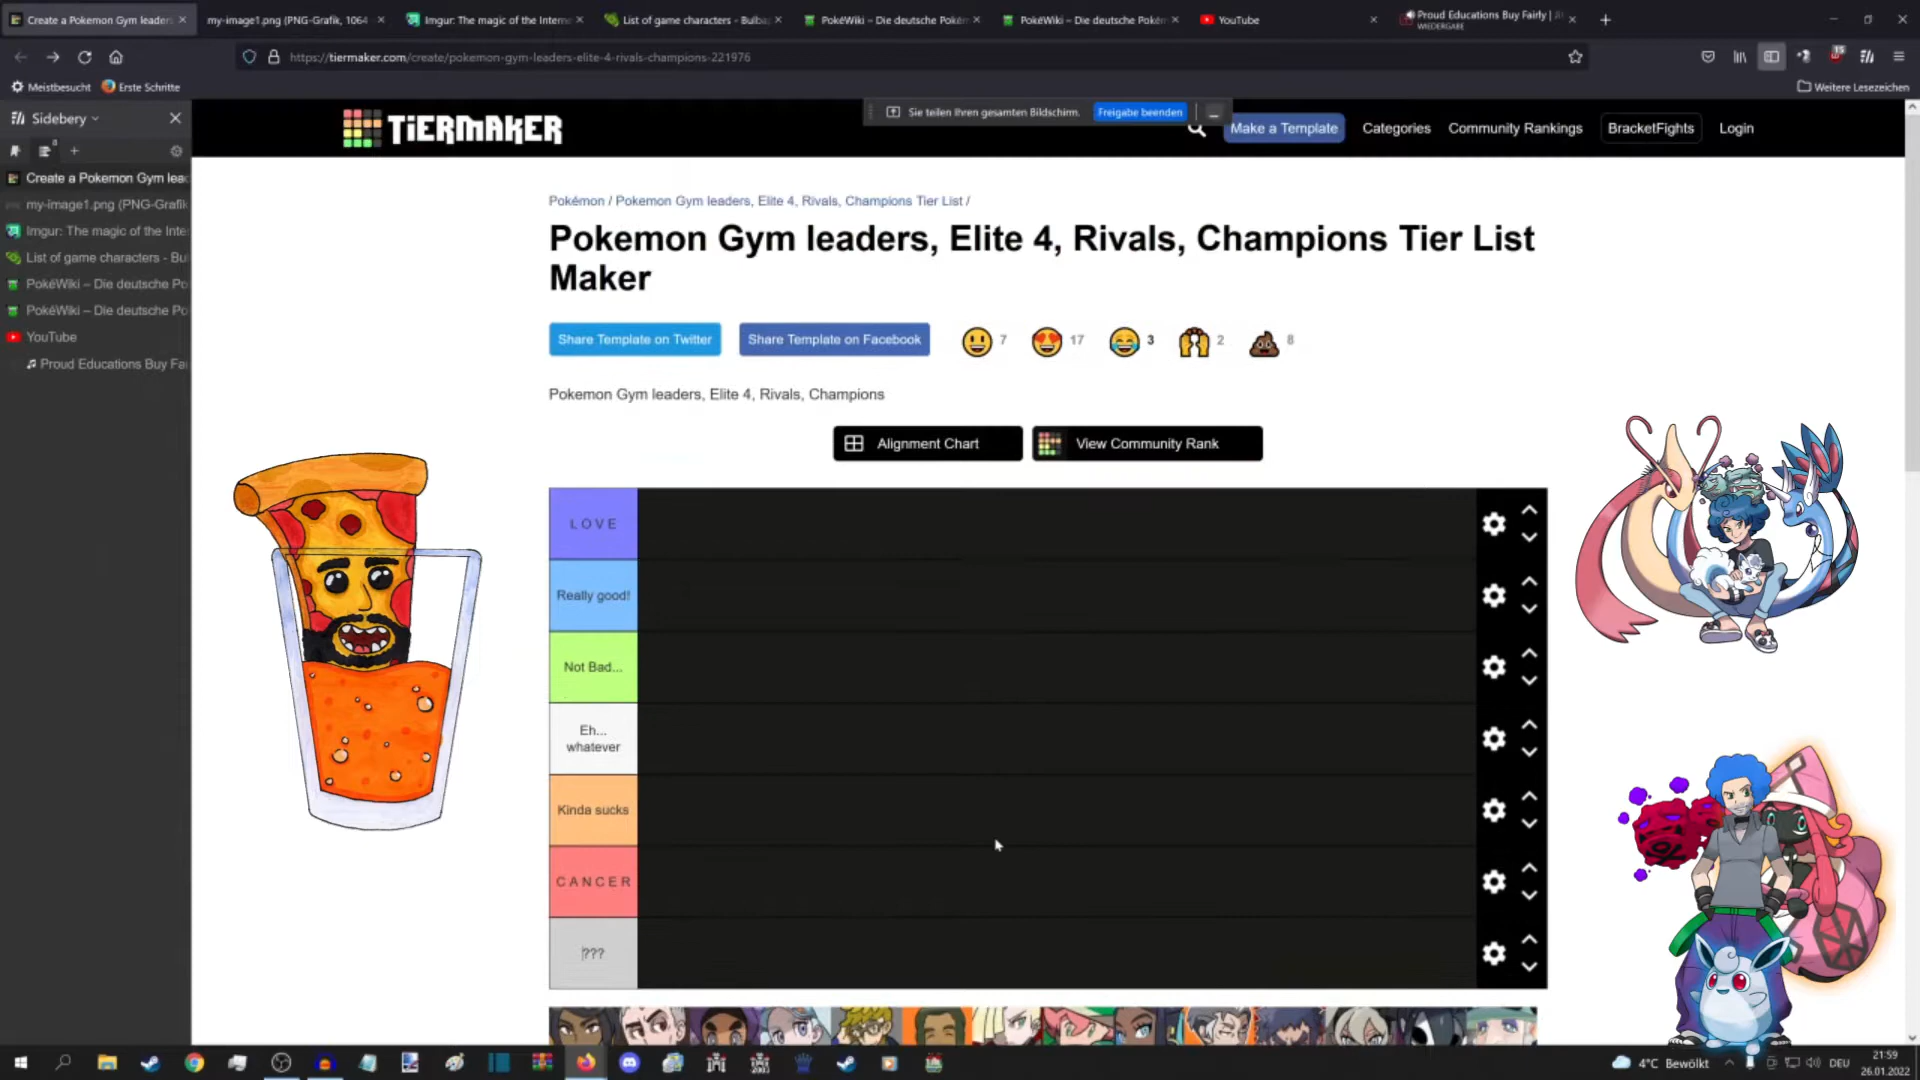 Create a Pokemon Gym leaders
my-image1.png (PNG-Grafik, 1064
Imgur: The magic of the Interne
List of game characters - Bulba
PokéWiki – Die deutsche Pokém
PokéWiki – Die deutsche Pokém
YouTube
Proud Educations Buy Fairly |
WIEDERGABE
https://tiermaker.com/create/pokemon-gym-leaders-elite-4-rivals-champions-221976
15
Meistbesucht
Erste Schritte
Weitere Lesezeichen
Sidebery
8
Create a Pokemon Gym lead
my-image1.png (PNG-Grafik
Imgur: The magic of the Inter
List of game characters - Bu
PokéWiki – Die deutsche Po
PokéWiki – Die deutsche Po
YouTube
Proud Educations Buy Fai
TiERMAKER
Sie teilen Ihren gesamten Bildschirm.
Freigabe beenden
Make a Template
Categories
Community Rankings
BracketFights
Login
Pokémon / Pokemon Gym leaders, Elite 4, Rivals, Champions Tier List /
Pokemon Gym leaders, Elite 4, Rivals, Champions Tier List
Maker
Share Template on Twitter
Share Template on Facebook
7
17
3
2
8
Pokemon Gym leaders, Elite 4, Rivals, Champions
Alignment Chart
View Community Rank
L O V E
Really good!
Not Bad...
Eh...
whatever
Kinda sucks
C A N C E R
???
4°C Bewölkt
DEU
21:59
26.01.2022